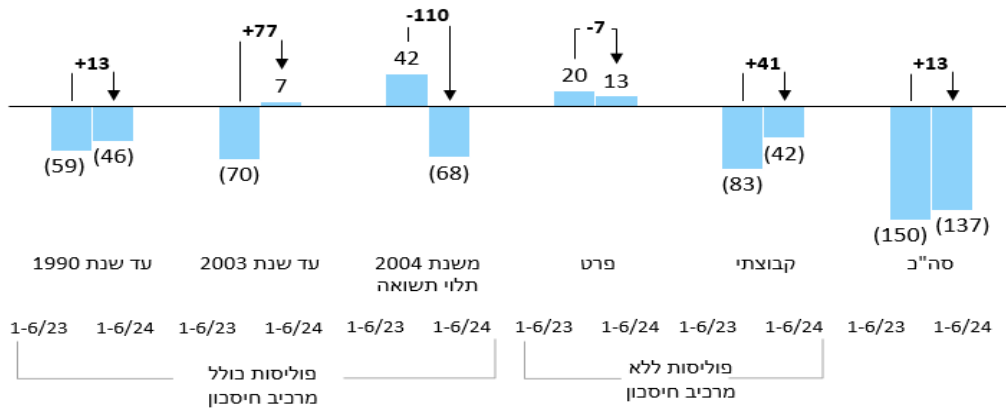 +13
+77
-110
-7
+41
+13
(59)
(46)
(70)
7
42
(68)
20
13
(83)
(42)
(150)
(137)
עד שנת 1990
עד שנת 2003
משנת 2004
תלוי תשואה
פרט
קבוצתי
סה"כ
1-6/23 1-6/24 1-6/23 1-6/24 1-6/23 1-6/24 1-6/23 1-6/24 1-6/23 1-6/24 1-6/23 1-6/24
פוליסות כולל
מרכיב חיסכון
פוליסות ללא
מרכיב חיסכון